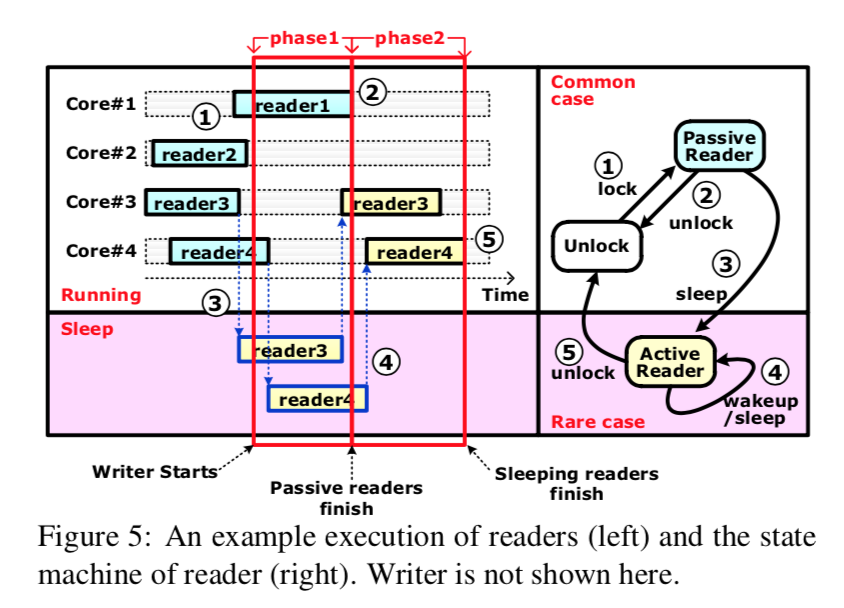 phase1 phase2
Core#1
①
reader1
②
Core#2
reader2
Core#3
reader3
reader3
Core#4
reader4
reader4
⑤
Time
Running
③
Sleep
reader3
④
reader4
Writer Starts
Passive readers
finish
Sleeping readers
finish
Common
case
Passive
Reader
①
lock
②
unlock
Unlock
③
sleep
⑤
unlock
Active
Reader
④
wakeup
/sleep
Rare case
Figure 5: An example execution of readers (left) and the state
machine of reader (right). Writer is not shown here.